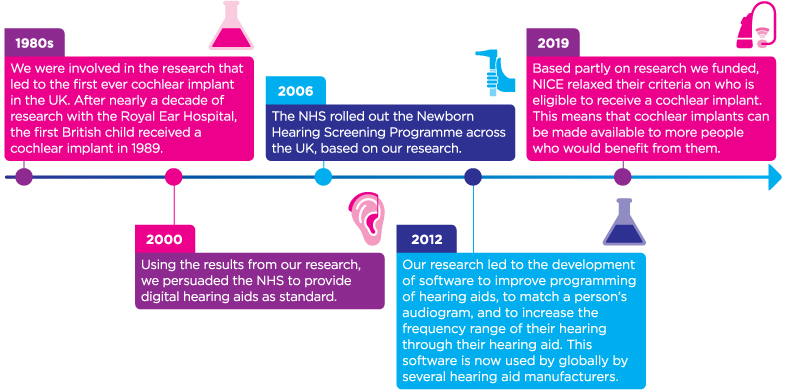 1980s
We were involved in the research that
led to the first ever cochlear implant
in the UK. After nearly a decade of
research with the Royal Ear Hospital,
the first British child received a
cochlear implant in 1989.
2000
Using the results from our research,
we persuaded the NHS to provide
digital hearing aids as standard.
2006
The NHS rolled out the Newborn
Hearing Screening Programme across
the UK, based on our research.
2012
Our research led to the development
of software to improve programming
of hearing aids, to match a person's
audiogram, and to increase the
frequency range of their hearing
through their hearing aid. This
software is now used by globally by
several hearing aid manufacturers.
2019
Based partly on research we funded,
NICE relaxed their criteria on who is
eligible to receive a cochlear implant.
This means that cochlear implants can
be made available to more people
who would benefit from them.